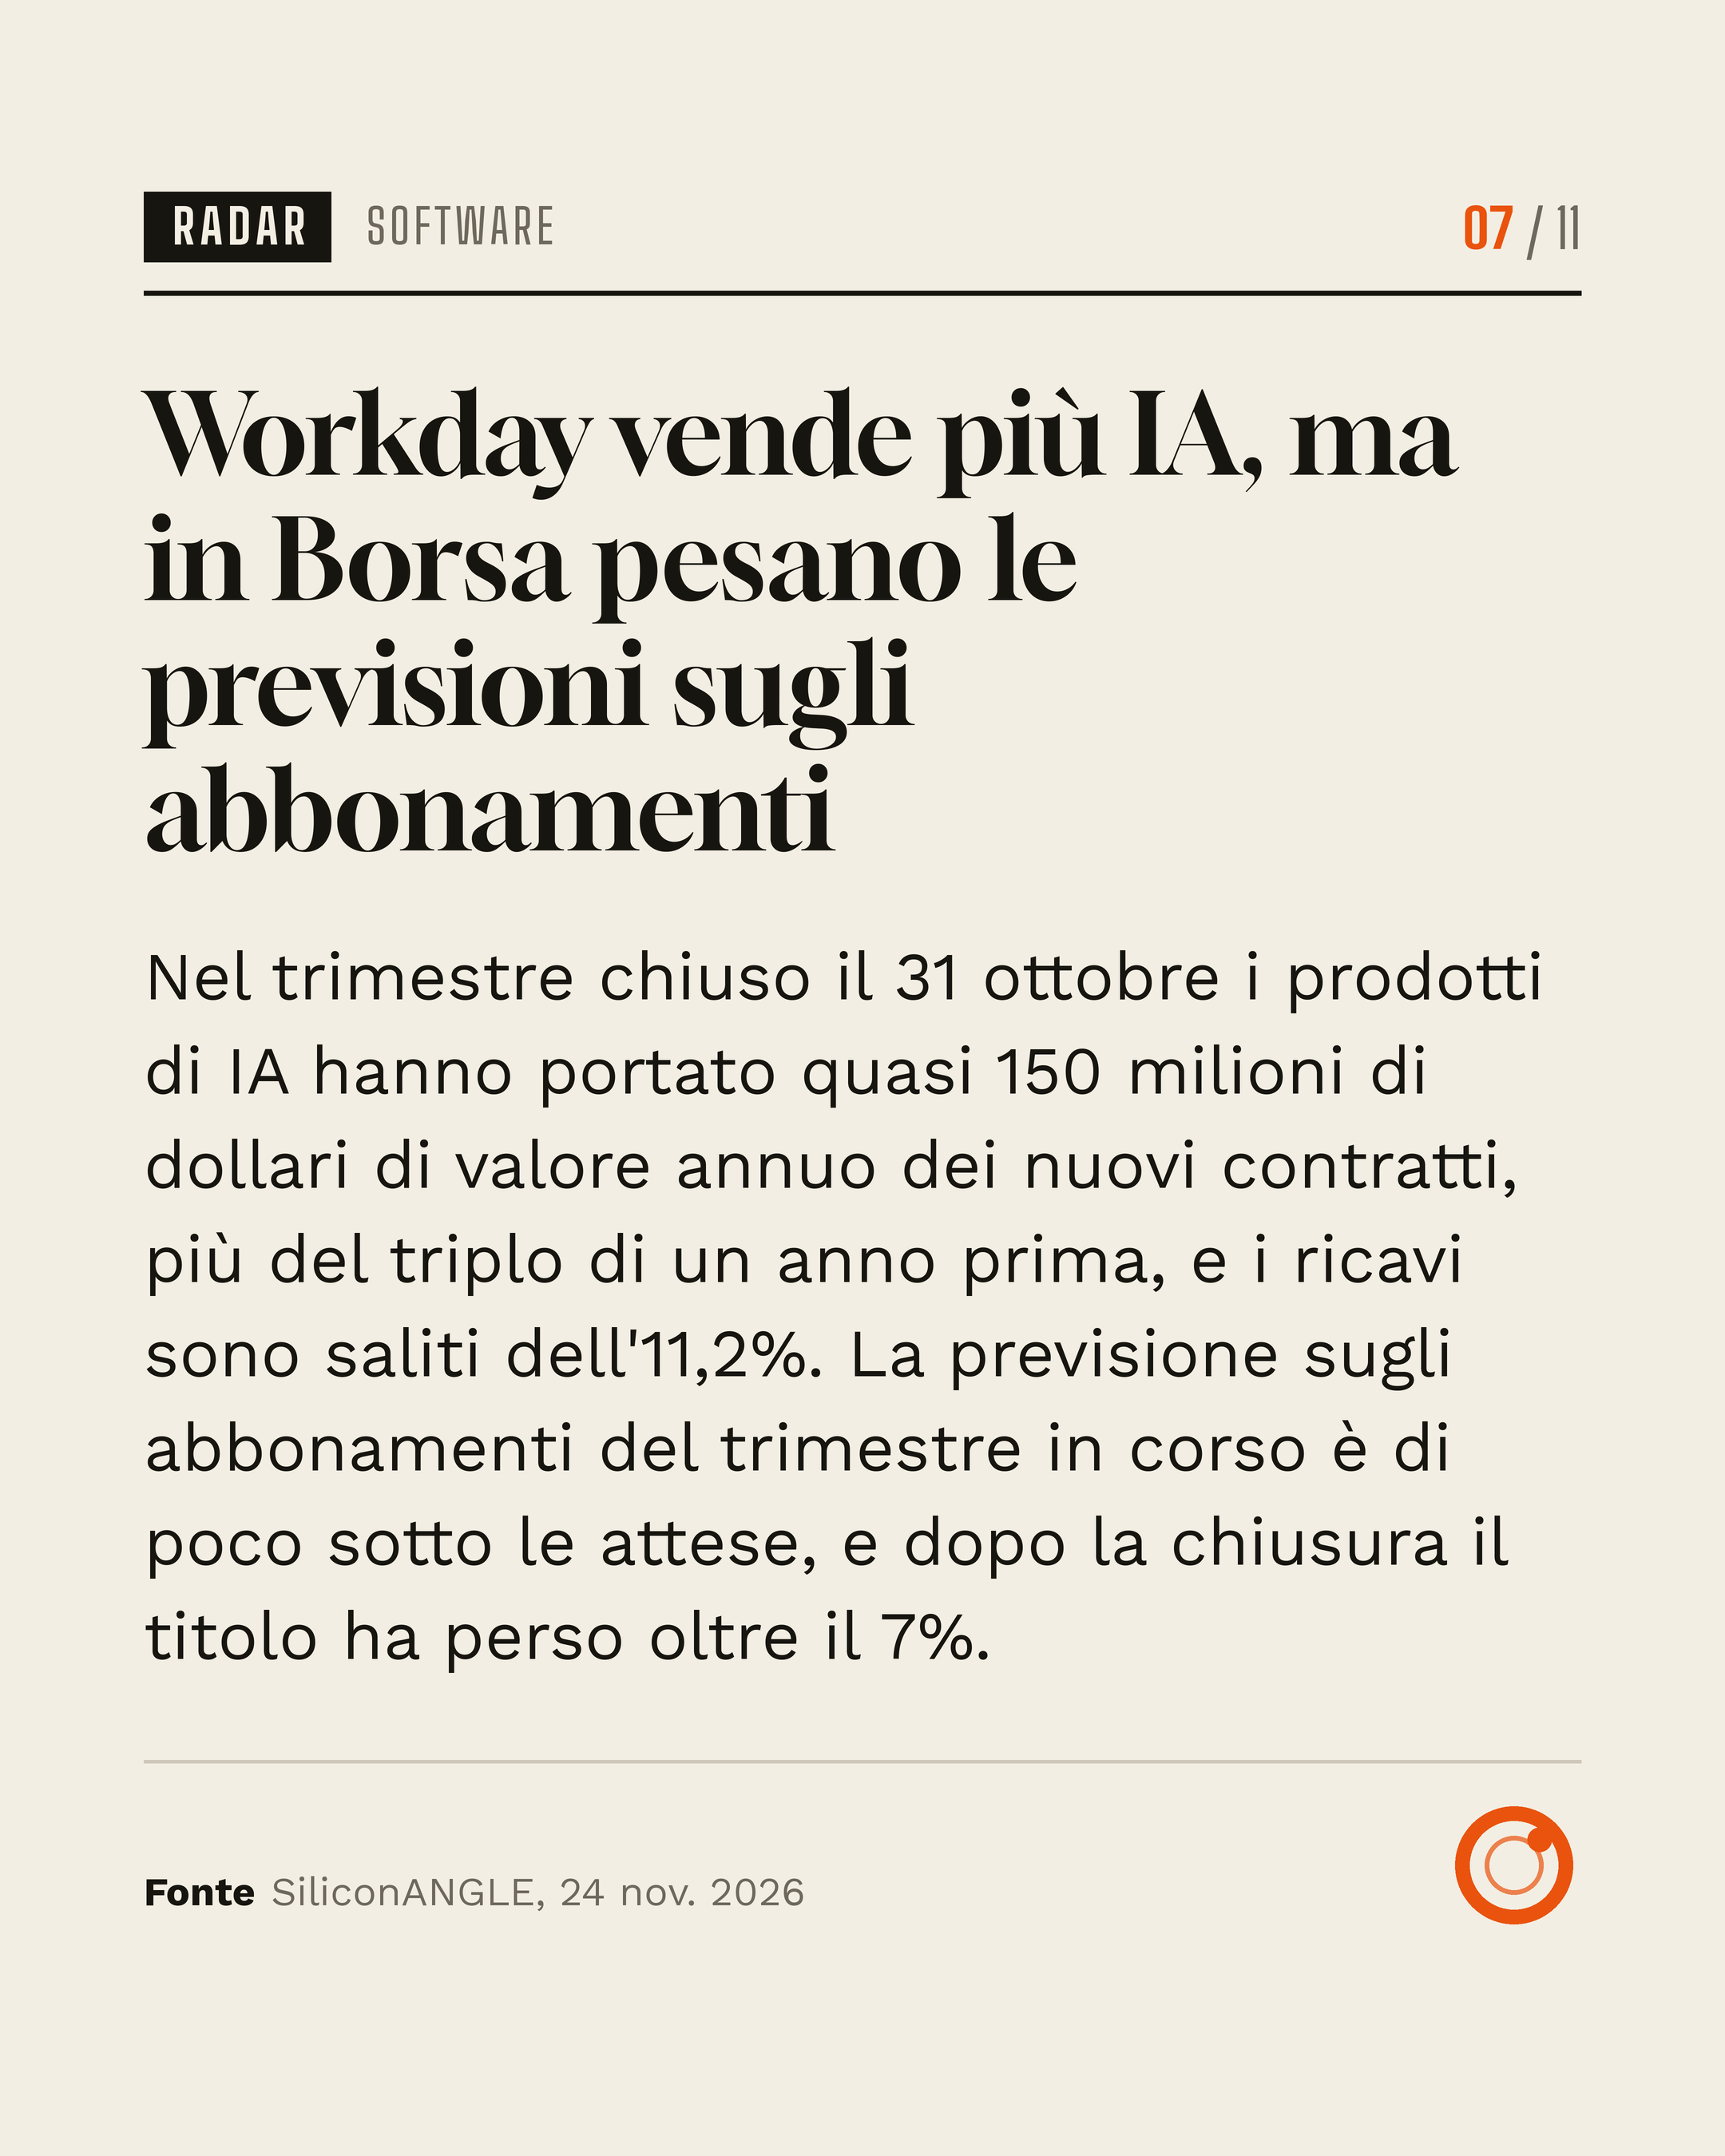 RADAR SOFTWARE 07 / 11
Workday vende più IA, ma
in Borsa pesano le
previsioni sugli
abbonamenti
Nel trimestre chiuso il 31 ottobre i prodotti
di IA hanno portato quasi 150 milioni di
dollari di valore annuo dei nuovi contratti,
più del triplo di un anno prima, e i ricavi
sono saliti dell'11,2%. La previsione sugli
abbonamenti del trimestre in corso è di
poco sotto le attese, e dopo la chiusura il
titolo ha perso oltre il 7%.
Fonte SiliconANGLE, 24 nov. 2026